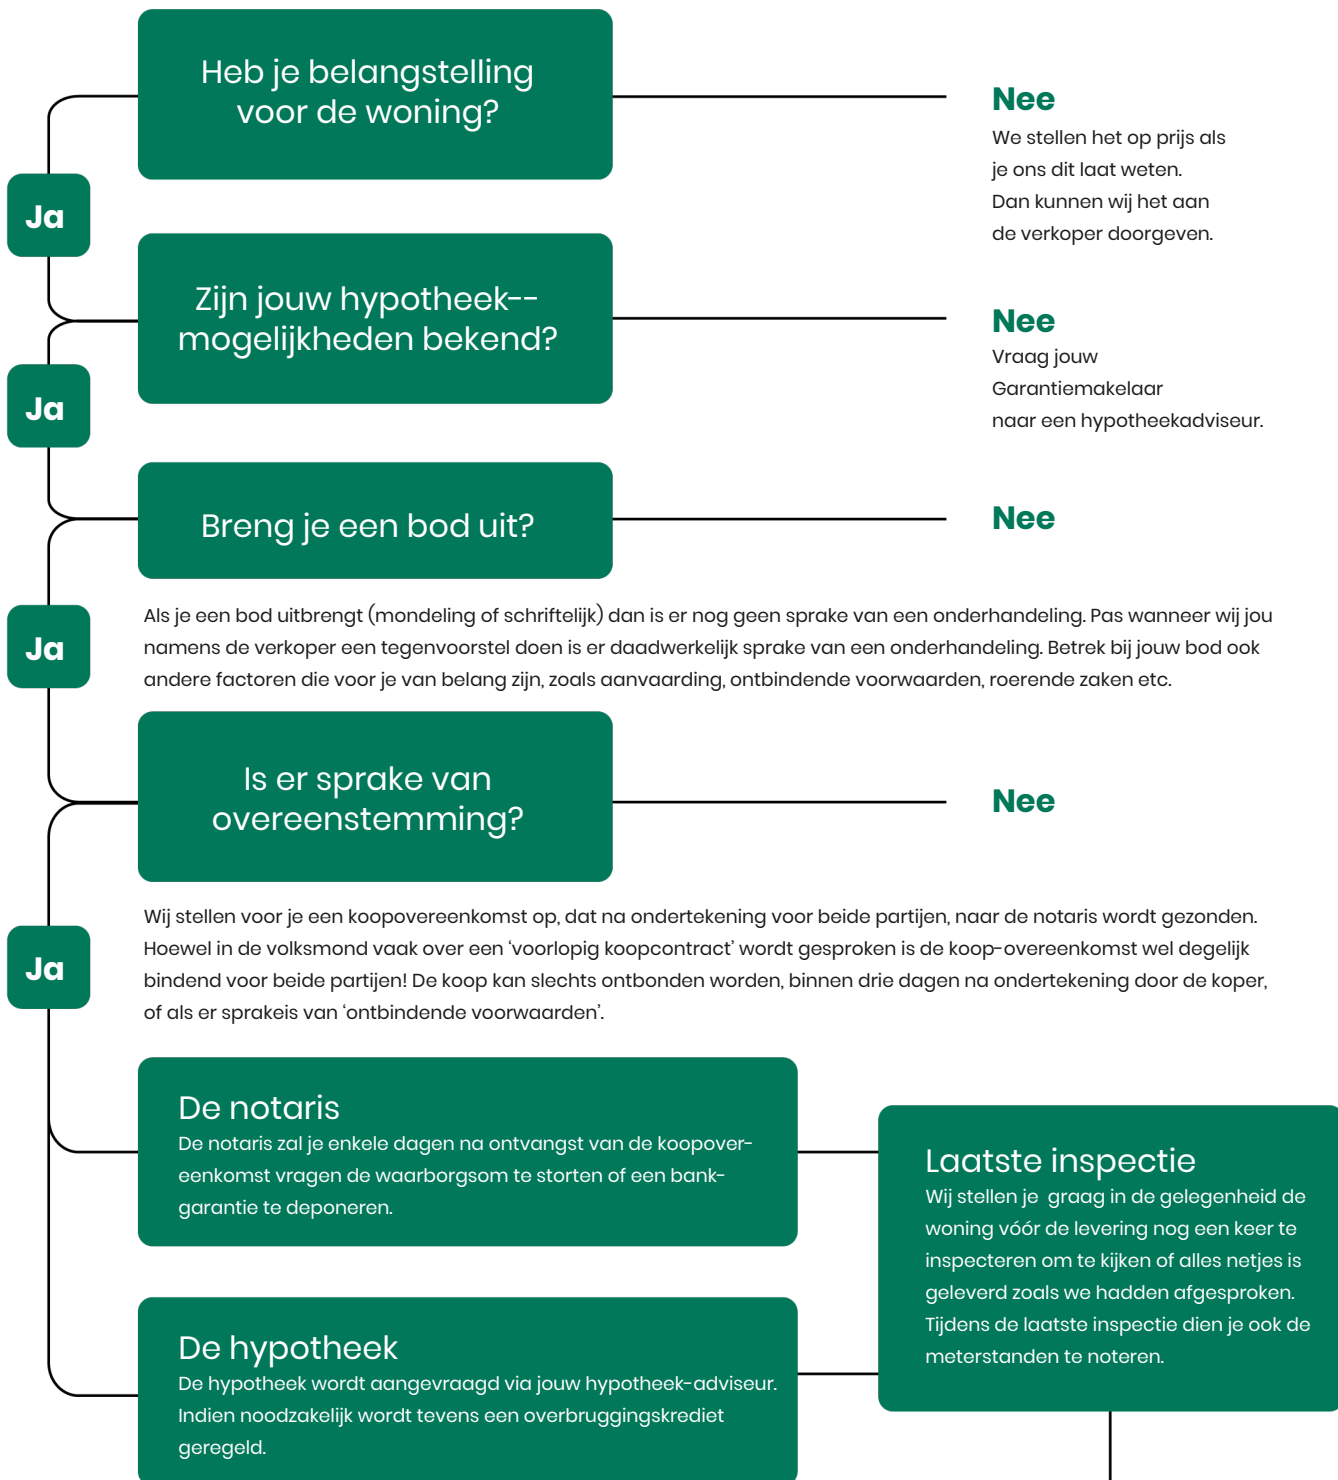 Heb je belangstelling
voor de woning?
Nee
We stellen het op prijs als
je ons dit laat weten.
Dan kunnen wij het aan
de verkoper doorgeven.
Ja
Zijn jouw hypotheek--
mogelijkheden bekend?
Nee
Vraag jouw
Garantiemakelaar
naar een hypotheekadviseur.
Ja
Breng je een bod uit?
Nee
Als je een bod uitbrengt (mondeling of schriftelijk) dan is er nog geen sprake van een onderhandeling. Pas wanneer wij jou
namens de verkoper een tegenvoorstel doen is er daadwerkelijk sprake van een onderhandeling. Betrek bij jouw bod ook
andere factoren die voor je van belang zijn, zoals aanvaarding, ontbindende voorwaarden, roerende zaken etc.
Ja
Is er sprake van
overeenstemming?
Nee
Wij stellen voor je een koopovereenkomst op, dat na ondertekening voor beide partijen, naar de notaris wordt gezonden.
Hoewel in de volksmond vaak over een ‘voorlopig koopcontract’ wordt gesproken is de koop-overeenkomst wel degelijk
bindend voor beide partijen! De koop kan slechts ontbonden worden, binnen drie dagen na ondertekening door de koper,
of als er sprakeis van ‘ontbindende voorwaarden’.
Ja
De notaris
De notaris zal je enkele dagen na ontvangst van de koopover-
eenkomst vragen de waarborgsom te storten of een bank-
garantie te deponeren.
Laatste inspectie
Wij stellen je graag in de gelegenheid de
woning vóór de levering nog een keer te
inspecteren om te kijken of alles netjes is
geleverd zoals we hadden afgesproken.
Tijdens de laatste inspectie dien je ook de
meterstanden te noteren.
De hypotheek
De hypotheek wordt aangevraagd via jouw hypotheek-adviseur.
Indien noodzakelijk wordt tevens een overbruggingskrediet
geregeld.